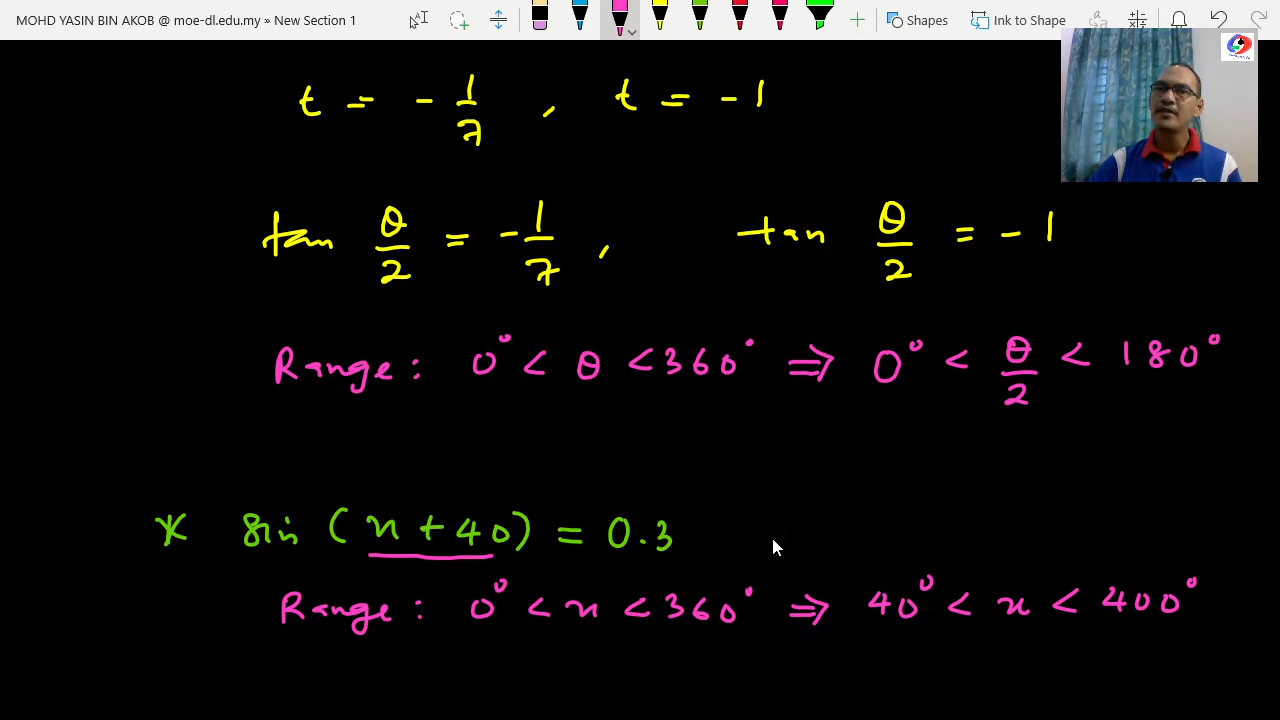 MOHD YASIN BIN AKOB @ moe-dl.edu.my » New Section 1 Shapes Ink to Shape
t = - 1/7 , t = -1
tan θ/2 = - 1/7 , tan θ/2 = -1
Range: 0° < θ < 360° ⇒ 0° < θ/2 < 180°
* sin (x + 40) = 0.3
Range: 0° < x < 360° ⇒ 40° < x < 400°